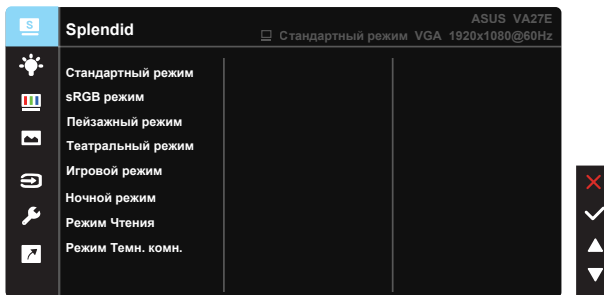 S
Splendid
ASUS VA27E
Стандартный режим VGA 1920x1080@60Hz
Стандартный режим
sRGB режим
Пейзажный режим
Театральный режим
Игровой режим
Ночной режим
Режим Чтения
Режим Темн. комн.